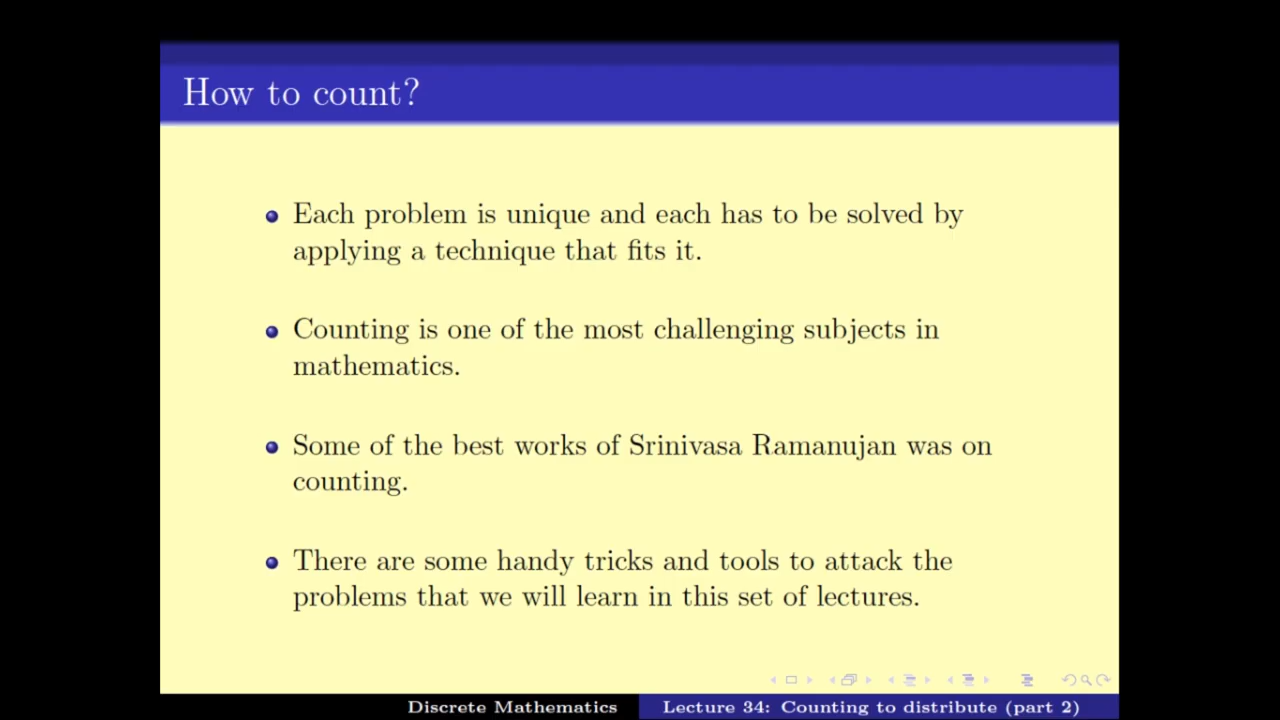 How to count?
Each problem is unique and each has to be solved by
applying a technique that fits it.
Counting is one of the most challenging subjects in
mathematics.
Some of the best works of Srinivasa Ramanujan was on
counting.
There are some handy tricks and tools to attack the
problems that we will learn in this set of lectures.
Discrete Mathematics
Lecture 34: Counting to distribute (part 2)